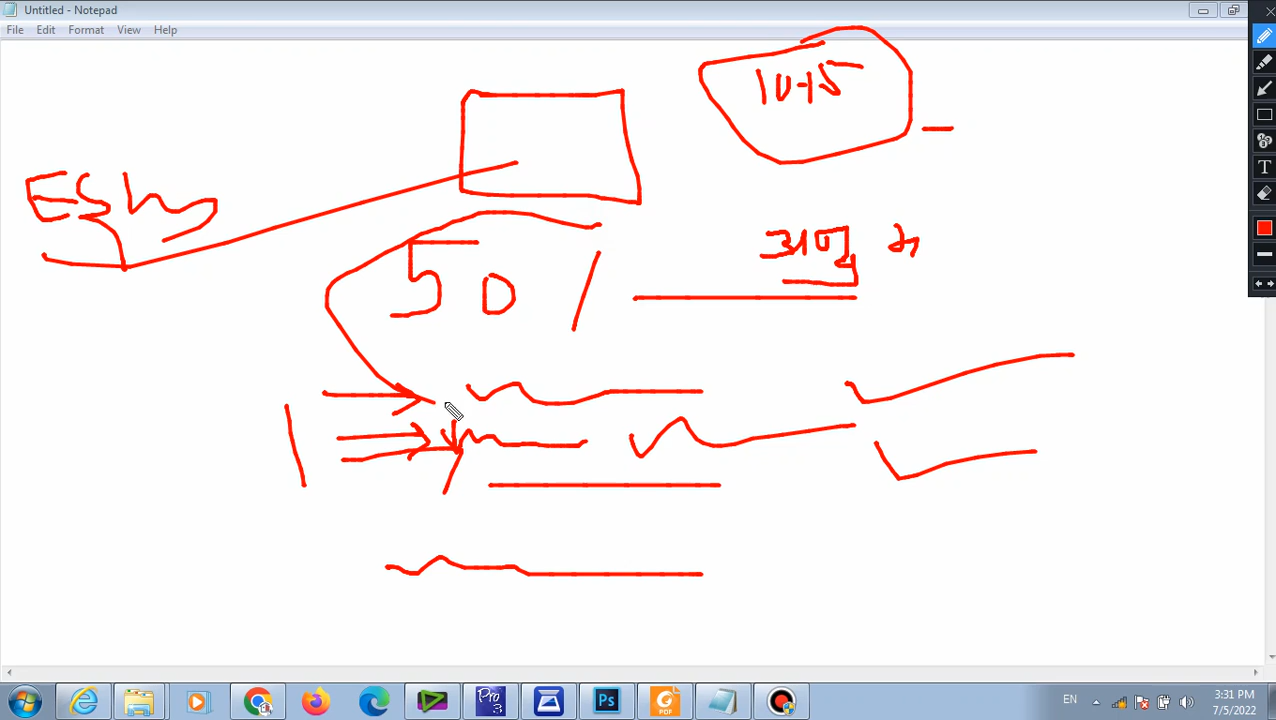 Untitled - Notepad
File Edit Format View Help
10-15
50/
EN
3:31 PM
7/5/2022